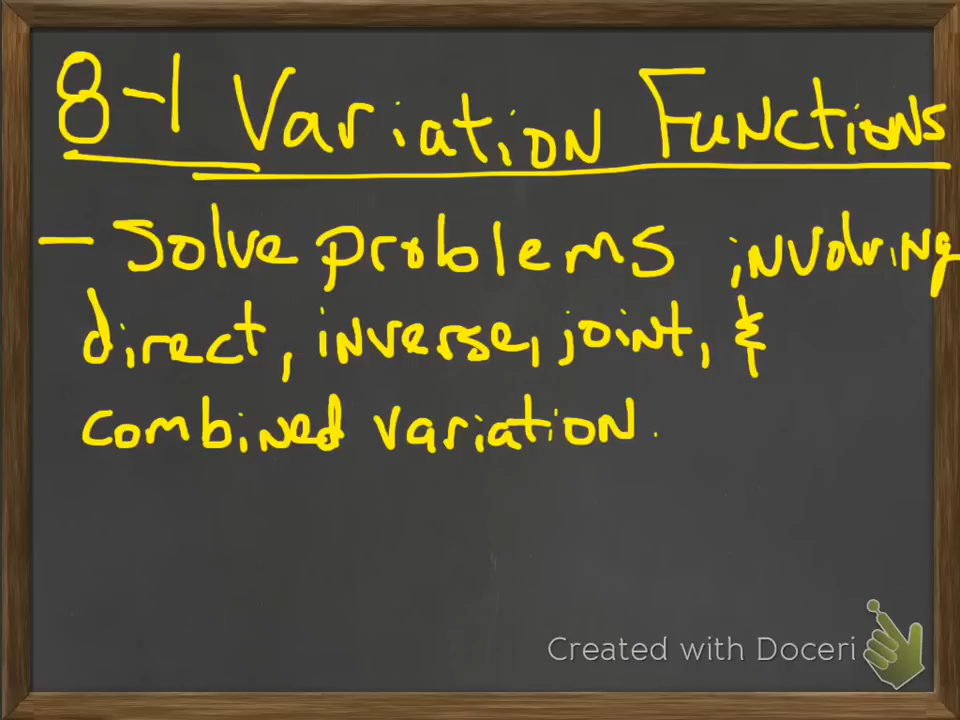 8-1 Variation Functions
- Solve problems involving
direct, inverse, joint, &
combined variation.
Created with Doceri